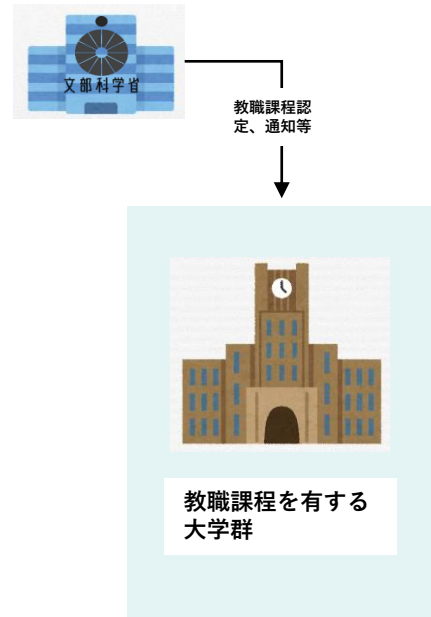 文部科学省
教職課程認
定、通知等
教職課程を有する
大学群